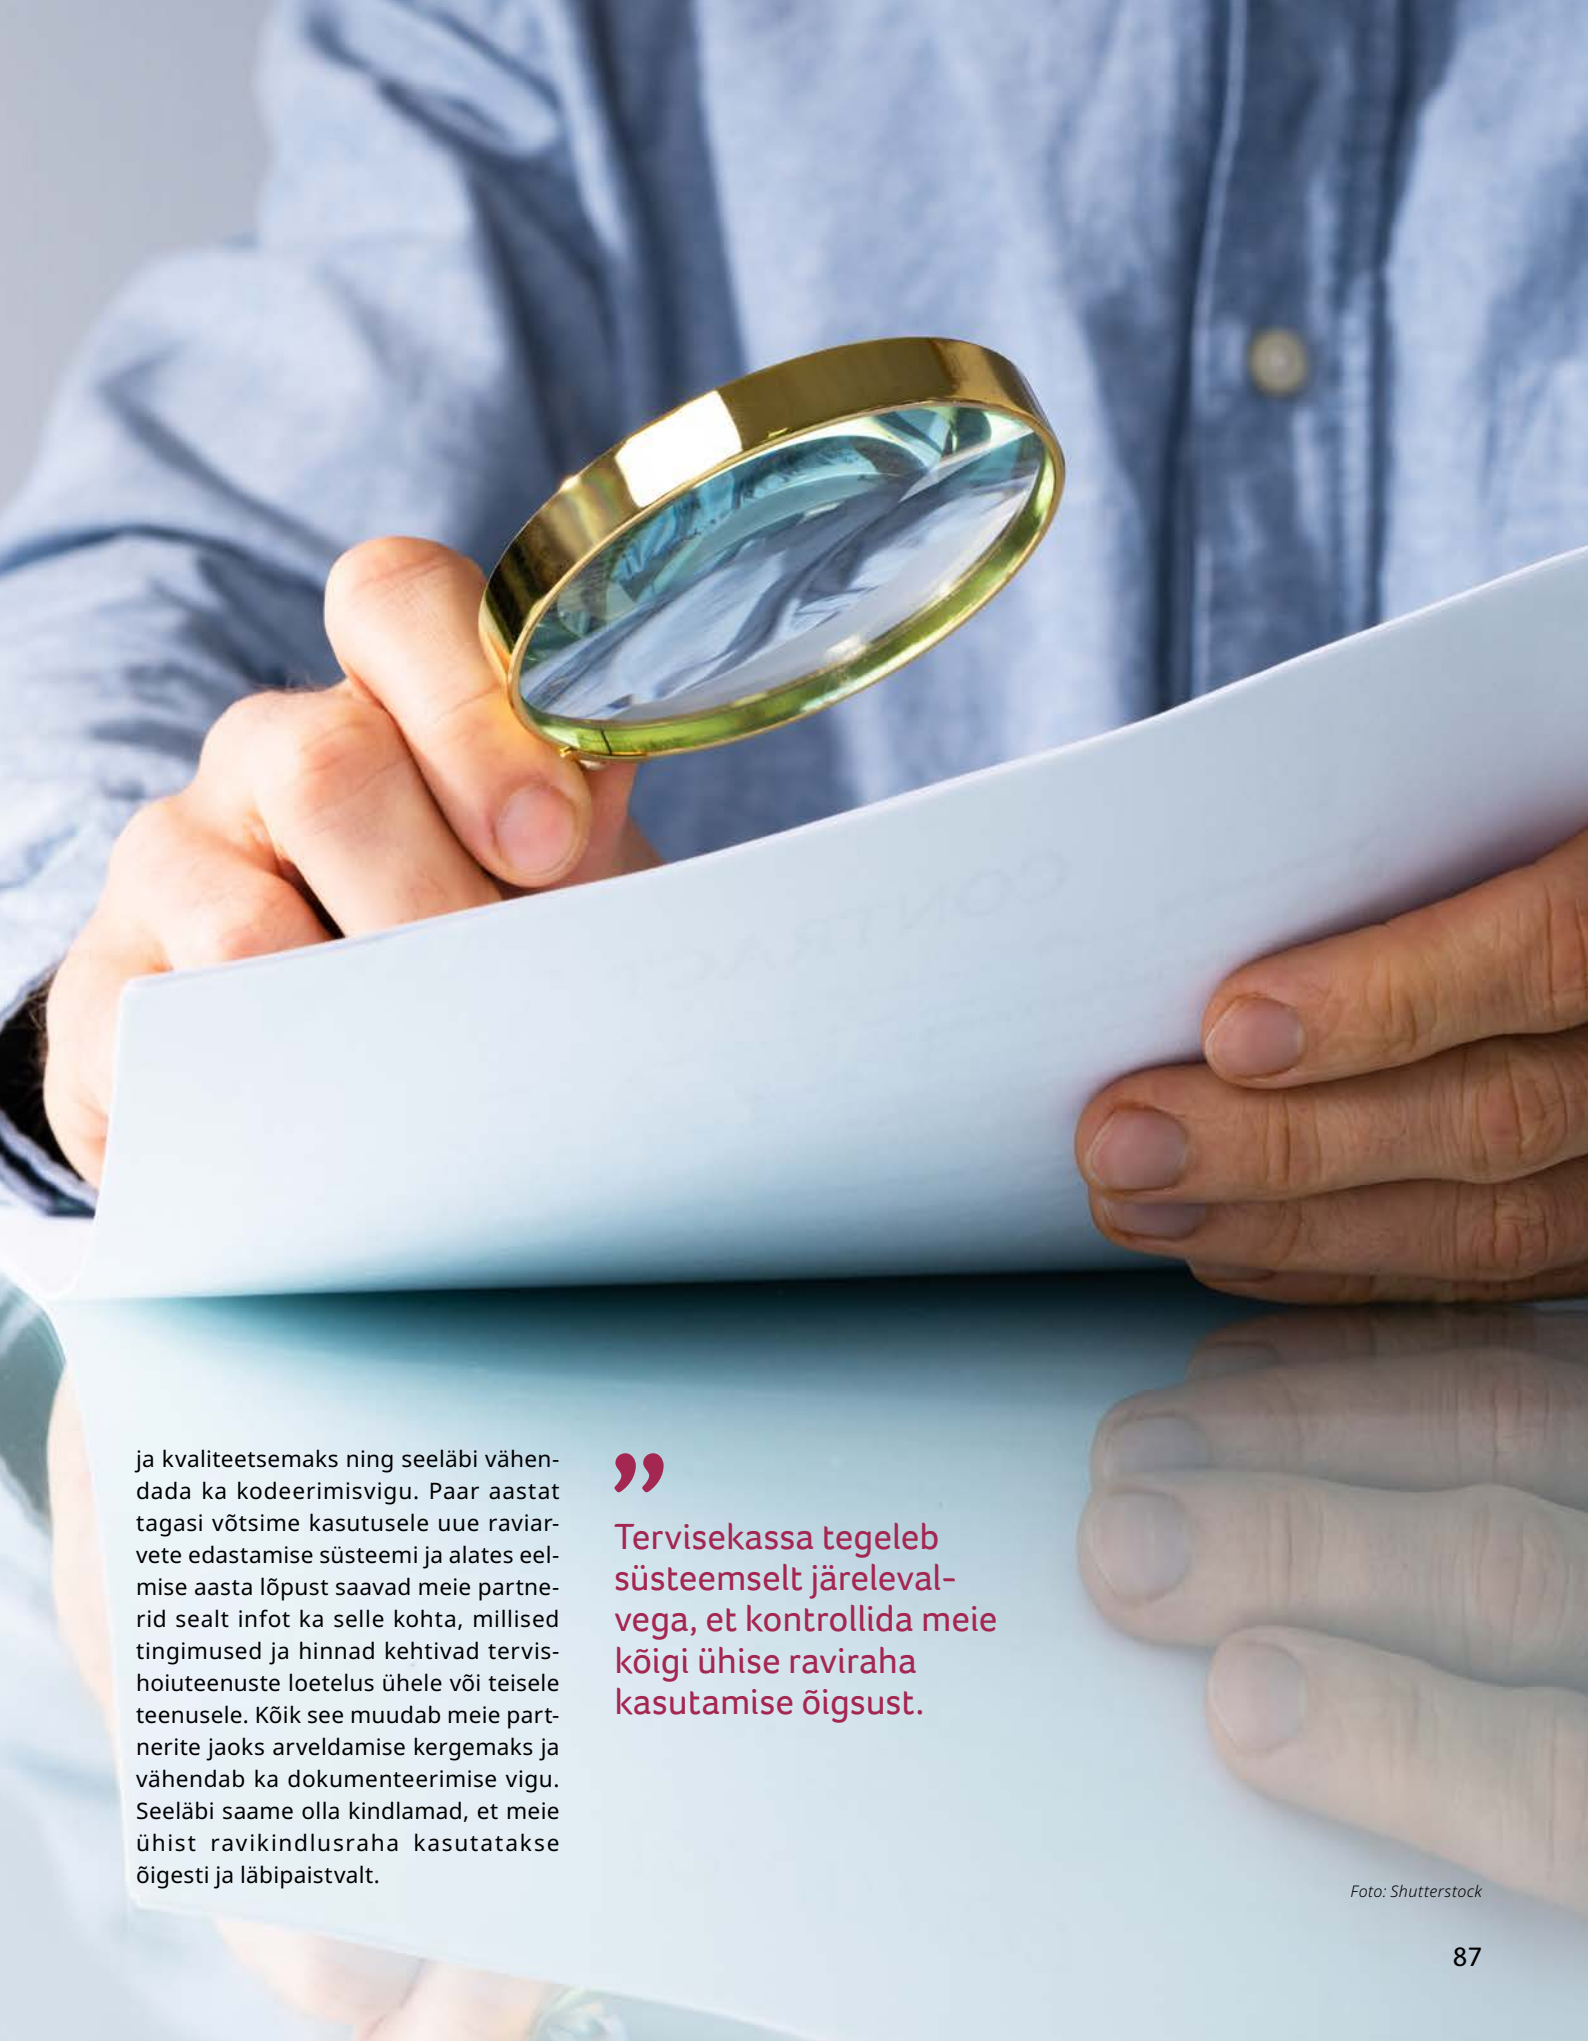 ja kvaliteetsemaks ning seeläbi vähen-
dada ka kodeerimisvigu. Paar aastat
tagasi võtsime kasutusele uue raviar-
vete edastamise süsteemi ja alates eel-
mise aasta lõpust saavad meie partne-
rid sealt infot ka selle kohta, millised
tingimused ja hinnad kehtivad tervis-
hoiuteenuste loetelus ühele või teisele
teenusele. Kõik see muudab meie part-
nerite jaoks arveldamise kergemaks ja
vähendab ka dokumenteerimise vigu.
Seeläbi saame olla kindlamad, et meie
ühist ravikindlusraha kasutatakse
õigesti ja läbipaistvalt.
”
Tervisekassa tegeleb
süsteemselt järeleval-
vega, et kontrollida meie
kõigi ühise raviraha
kasutamise õigsust.
CONTRACT
Foto: Shutterstock
87